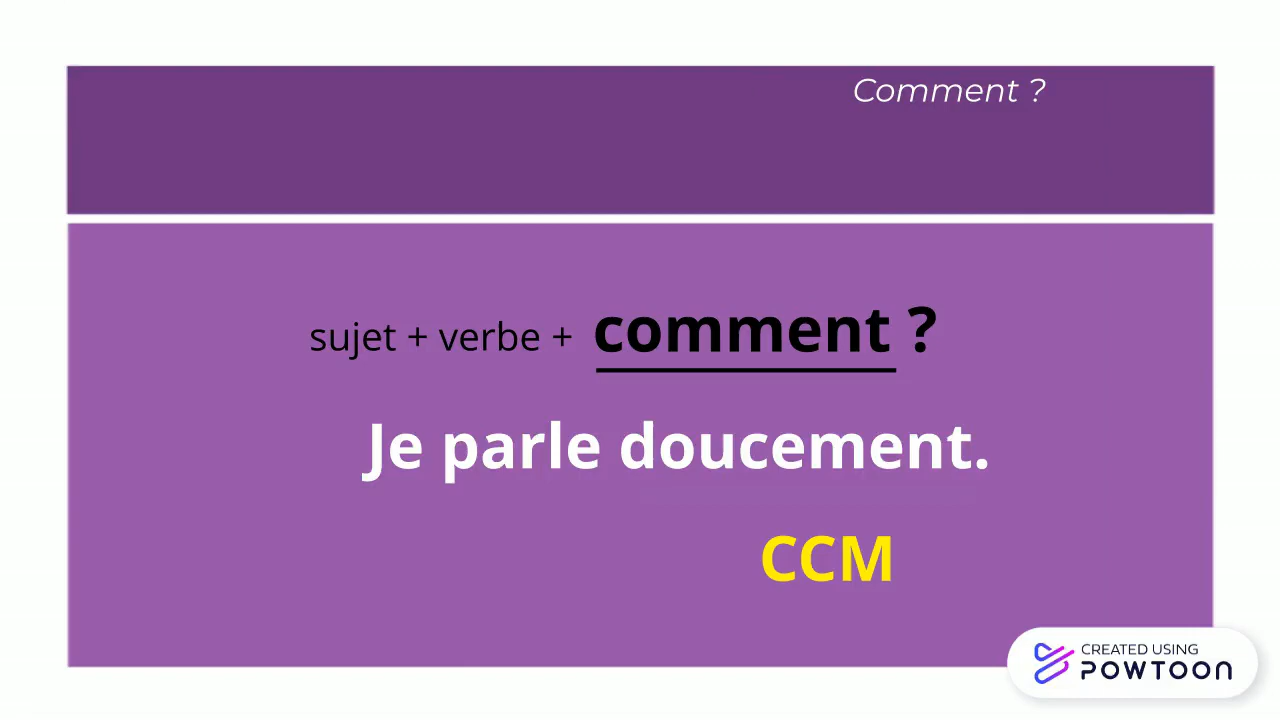 Comment ?
sujet + verbe + comment ?
Je parle doucement.
CCM
CREATED USING
POWTOON